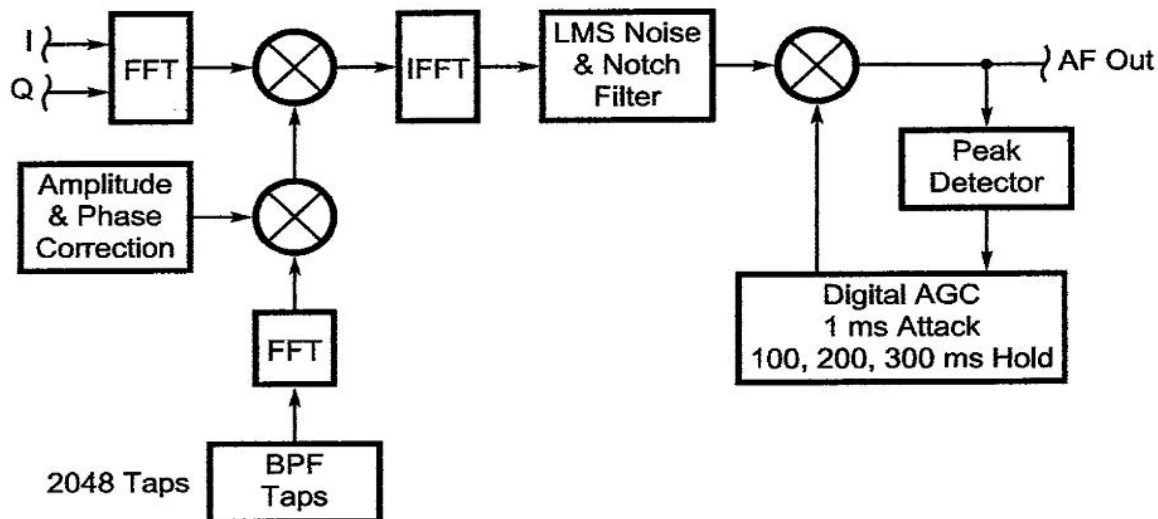 I
Q
FFT
IFFT
LMS Noise
& Notch
Filter
AF Out
Peak
Detector
Amplitude
& Phase
Correction
Digital AGC
1 ms Attack
100, 200, 300 ms Hold
FFT
2048 Taps
BPF
Taps